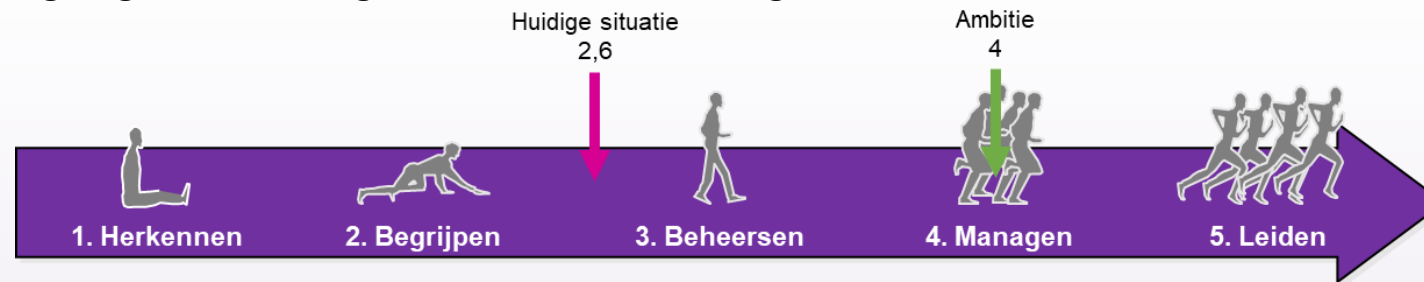 Huidige situatie
2,6
Ambitie
4
1. Herkennen
2. Begrijpen
3. Beheersen
4. Managen
5. Leiden